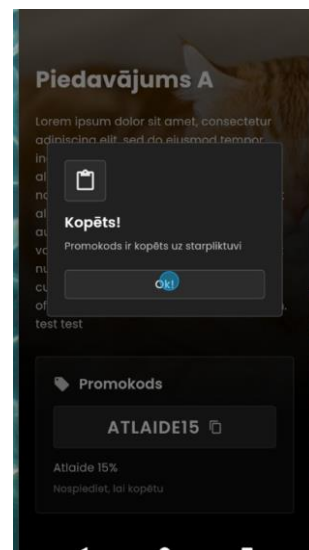 Piedavājums A
Lorem ipsum dolor sit amet, consectetur
adipiscing elit, sed do eiusmod tempor
Kopēts!
Promokods ir kopēts uz starpliktuvi
Ok!
test test
Promokods
ATLAIDE15
Atlaide 15%
Nospiediet, lai kopētu